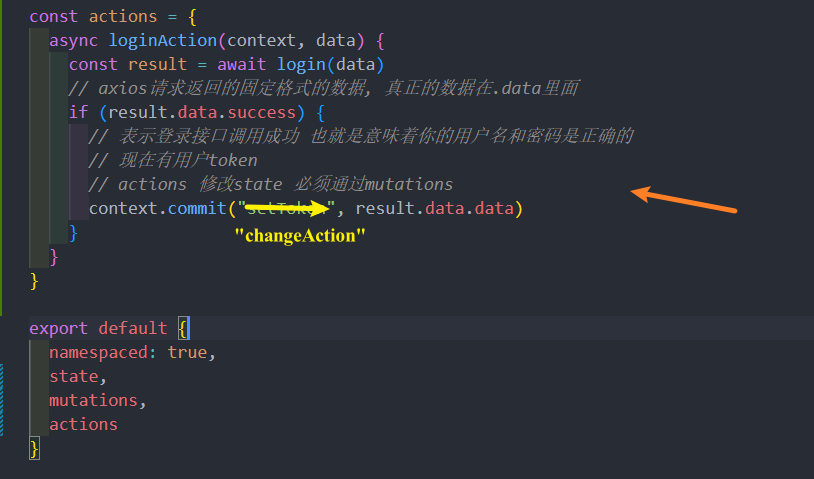 const actions = {
async loginAction(context, data) {
const result = await login(data)
// axios请求返回的固定格式的数据, 真正的数据在.data里面
if (result.data.success) {
// 表示登录接口调用成功 也就是意味着你的用户名和密码是正确的
// 现在有用户token
// actions 修改state 必须通过mutations
context.commit("setToken", result.data.data)
"changeAction"
}
}
}
export default {
namespaced: true,
state,
mutations,
actions
}